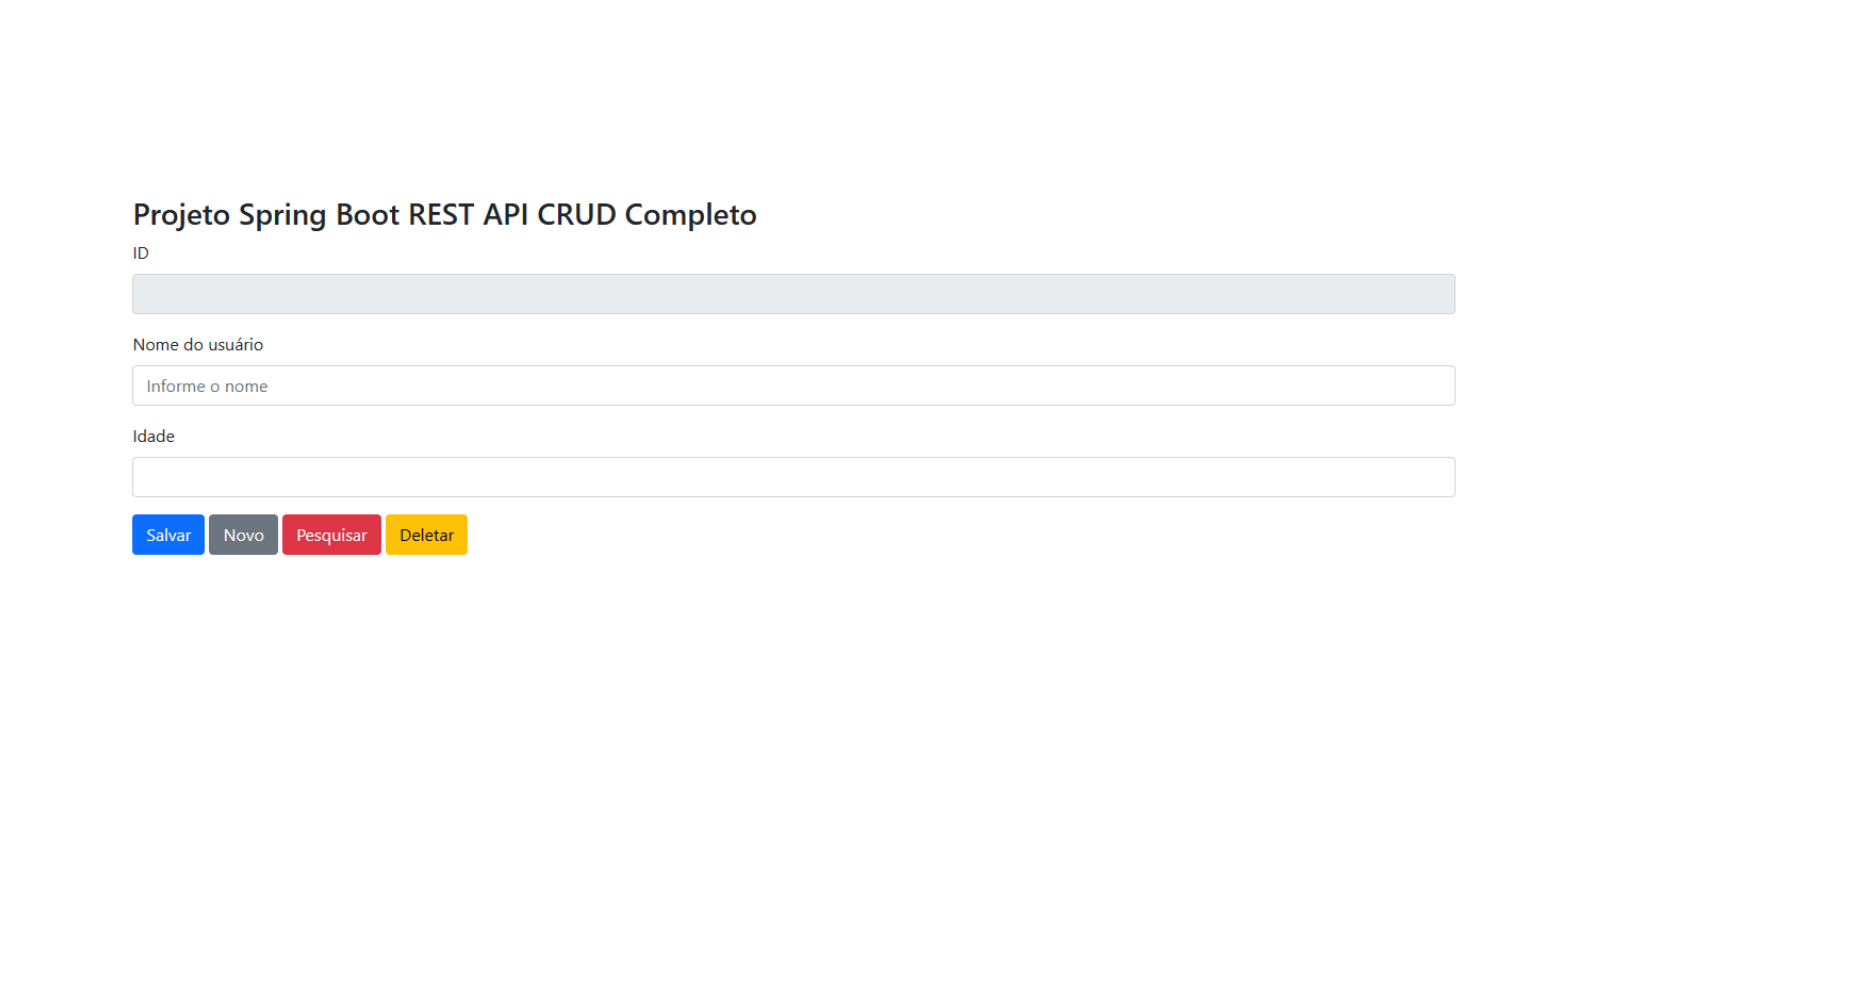 Projeto Spring Boot REST API CRUD Completo
ID
Nome do usuário
Informe o nome
Idade
Salvar Novo Pesquisar Deletar